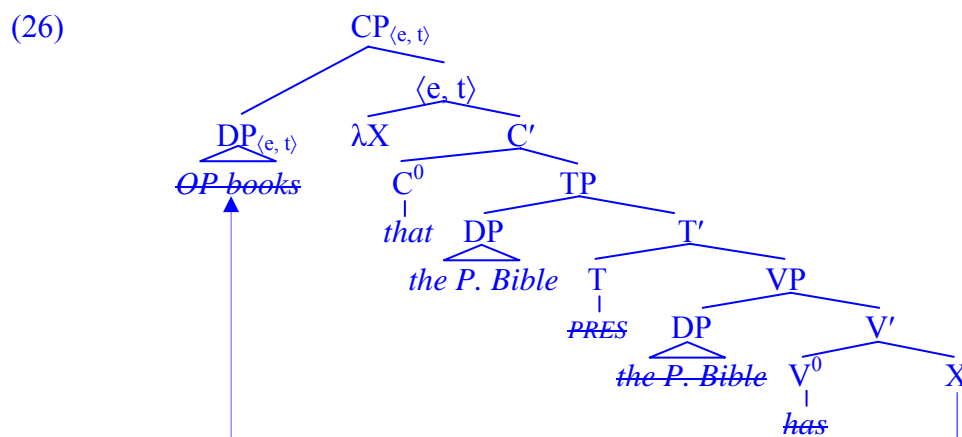 (26) CP⟨e, t⟩
⟨e, t⟩
DP⟨e, t⟩ λX C′
OP books C⁰ TP
that DP T′
the P. Bible T VP
PRES DP V′
the P. Bible V⁰ X
has